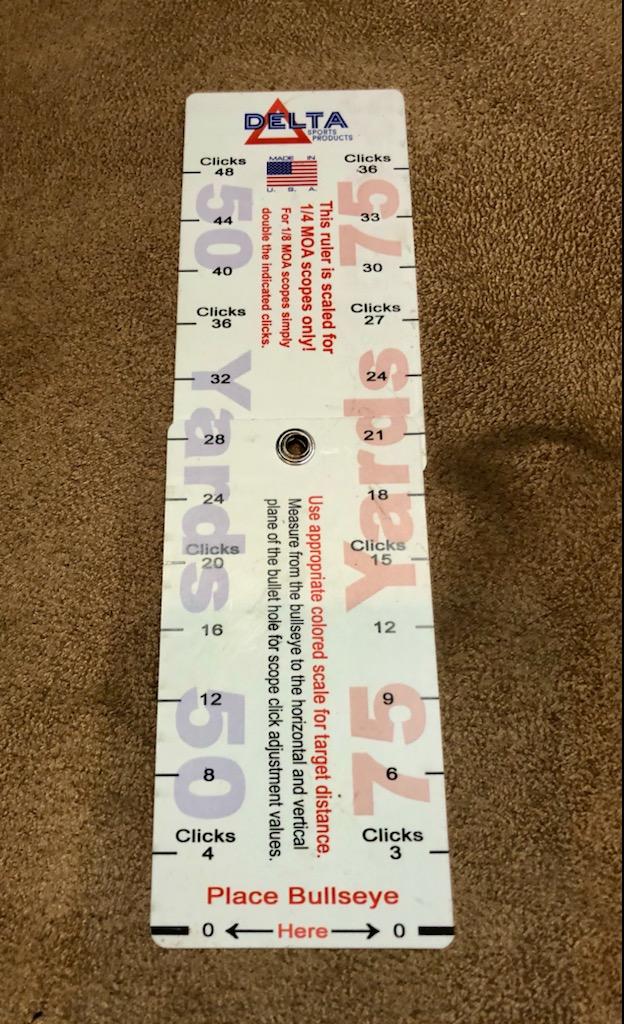 DELTA
SPORTS
PRODUCTS
MADE IN
U. S. A.
Clicks
48
44
40
Clicks
36
32
28
24
Clicks
20
16
12
8
Clicks
4
50 Yards 50
This ruler is scaled for
1/4 MOA scopes only!
For 1/8 MOA scopes simply
double the indicated clicks.
Use appropriate colored scale for target distance.
Measure from the bullseye to the horizontal and vertical
plane of the bullet hole for scope click adjustment values.
Clicks
36
33
30
Clicks
27
24
21
18
Clicks
15
12
9
6
Clicks
3
75 Yards 75
Place Bullseye
0 Here 0